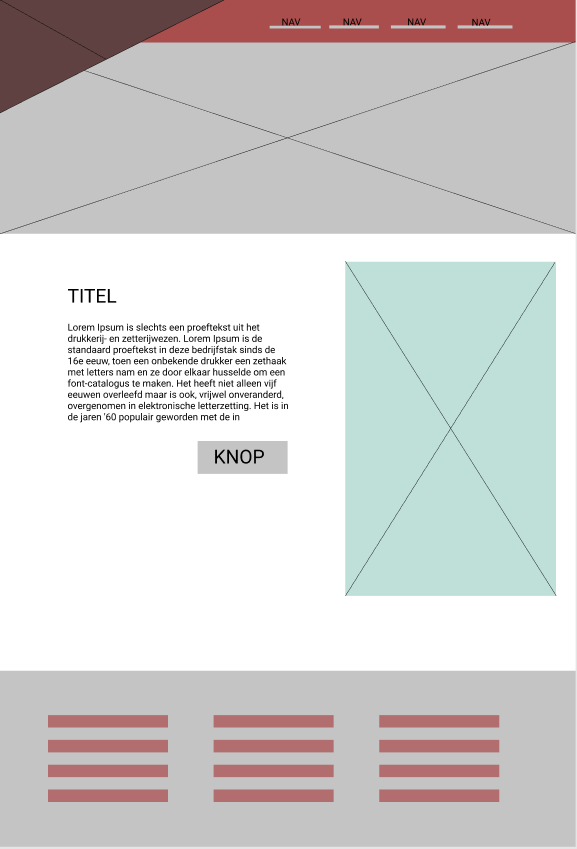 NAV NAV NAV NAV
TITEL
Lorem Ipsum is slechts een proeftekst uit het
drukkerij- en zetterijwezen. Lorem Ipsum is de
standaard proeftekst in deze bedrijfstak sinds de
16e eeuw, toen een onbekende drukker een zethaak
met letters nam en ze door elkaar husselde om een
font-catalogus te maken. Het heeft niet alleen vijf
eeuwen overleefd maar is ook, vrijwel onveranderd,
overgenomen in elektronische letterzetting. Het is in
de jaren '60 populair geworden met de in
KNOP